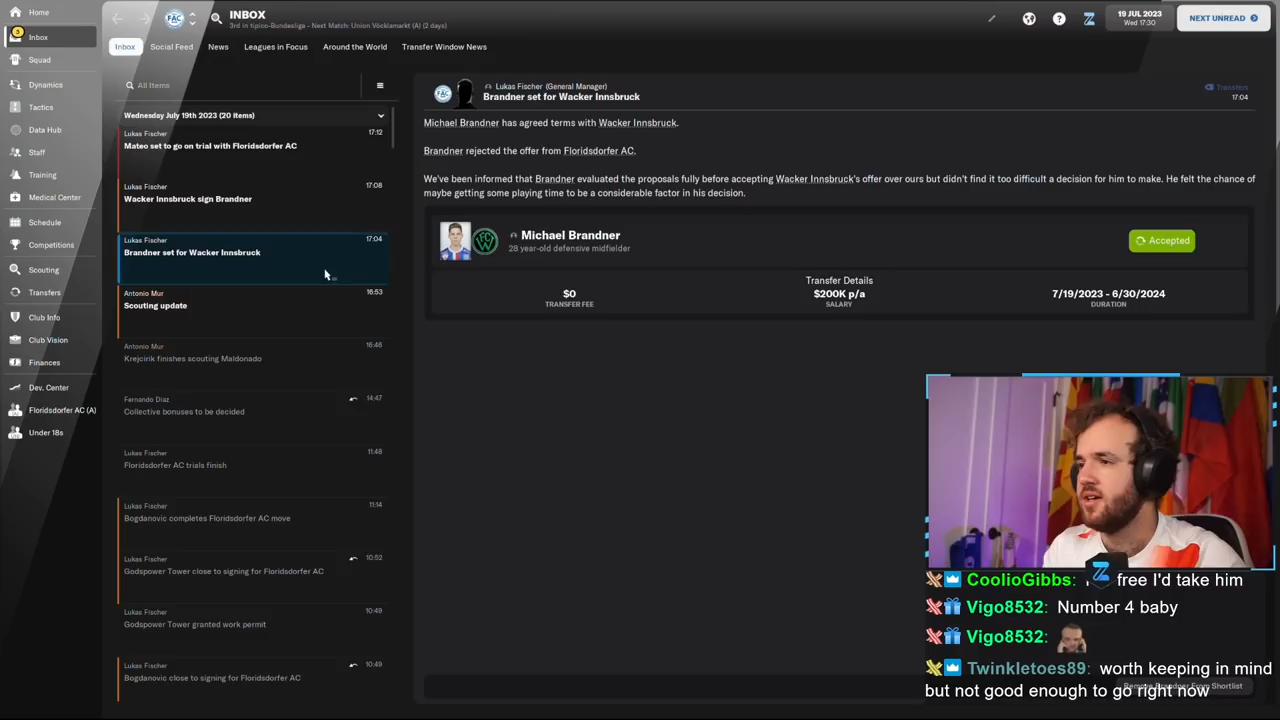 Home
3
Inbox
Squad
Dynamics
Tactics
Data Hub
Staff
Training
Medical Center
Schedule
Competitions
Scouting
Transfers
Club Info
Club Vision
Finances
Dev. Center
Floridsdorfer AC (A)
Under 18s
FAC
INBOX
3rd in tipico-Bundesliga - Next Match: Union Vöcklamarkt (A) (2 days)
19 JUL 2023
Wed 17:30
NEXT UNREAD
Inbox
Social Feed
News
Leagues in Focus
Around the World
Transfer Window News
All Items
Wednesday July 19th 2023 (20 items)
Lukas Fischer 17:12
Mateo set to go on trial with Floridsdorfer AC
Lukas Fischer 17:08
Wacker Innsbruck sign Brandner
Lukas Fischer 17:04
Brandner set for Wacker Innsbruck
Antonio Mur 16:53
Scouting update
Antonio Mur 16:46
Krejcirik finishes scouting Maldonado
Fernando Diaz 14:47
Collective bonuses to be decided
Lukas Fischer 11:48
Floridsdorfer AC trials finish
Lukas Fischer 11:14
Bogdanovic completes Floridsdorfer AC move
Lukas Fischer 10:52
Godspower Tower close to signing for Floridsdorfer AC
Lukas Fischer 10:49
Godspower Tower granted work permit
Lukas Fischer 10:49
Bogdanovic close to signing for Floridsdorfer AC
Lukas Fischer (General Manager)
Brandner set for Wacker Innsbruck
Transfers
17:04
Michael Brandner has agreed terms with Wacker Innsbruck.
Brandner rejected the offer from Floridsdorfer AC.
We've been informed that Brandner evaluated the proposals fully before accepting Wacker Innsbruck's offer over ours but didn't find it too difficult a decision for him to make. He felt the chance of
maybe getting some playing time to be a considerable factor in his decision.
Michael Brandner
28 year-old defensive midfielder
Accepted
Transfer Details
$0
TRANSFER FEE
$200K p/a
SALARY
7/19/2023 - 6/30/2024
DURATION
CoolioGibbs: free I'd take him
Vigo8532: Number 4 baby
Vigo8532:
Twinkletoes89: worth keeping in mind
but not good enough to go right now
From Shortlist